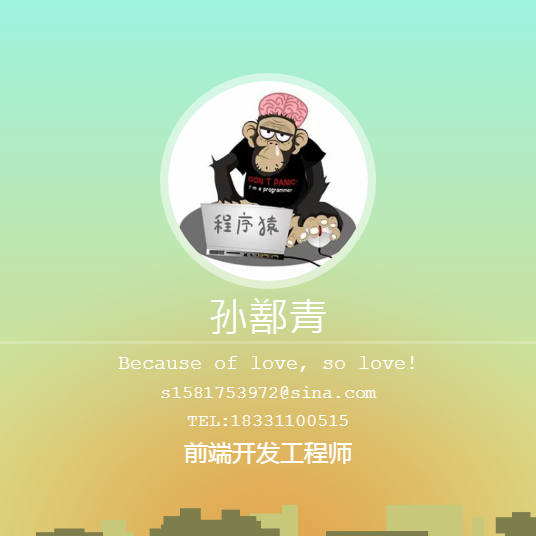 DON'T PANIC
I'm a programmer
程序猿
孙鄯青
Because of love, so love!
s1581753972@sina.com
TEL:18331100515
前端开发工程师